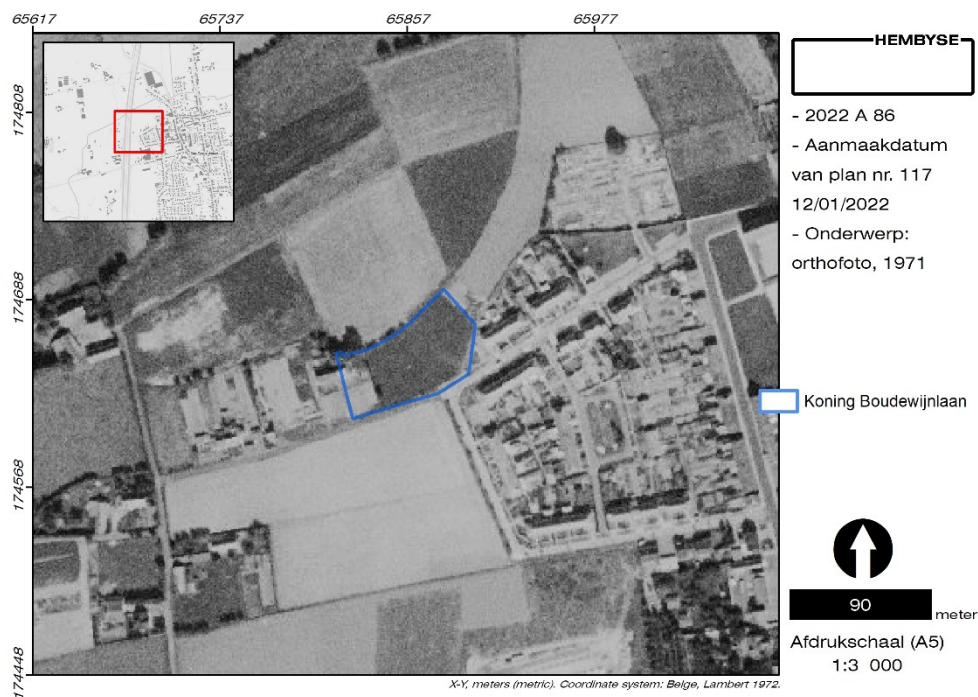 65617
65737
65857
65977
174808
174688
174568
174448
HEMBYSE
- 2022 A 86
- Aanmaakdatum
van plan nr. 117
12/01/2022
- Onderwerp:
orthofoto, 1971
Koning Boudewijnlaan
90 meter
Afdrukschaal (A5)
1:3 000
X-Y, meters (metric). Coordinate system: Belge, Lambert 1972.